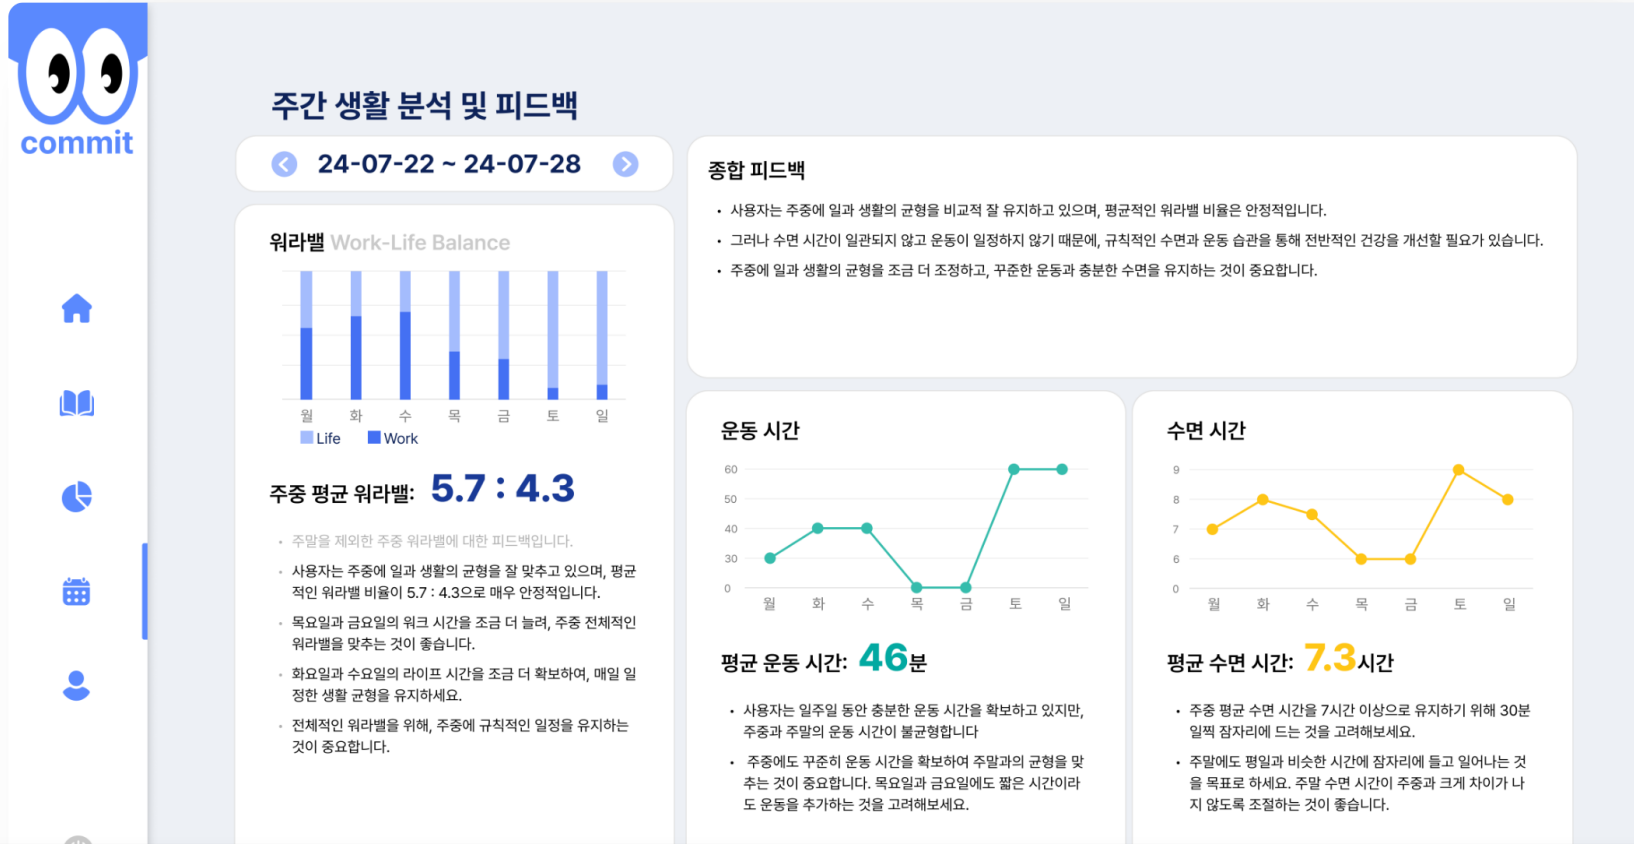 commit
주간 생활 분석 및 피드백
24-07-22 ~ 24-07-28
워라밸 Work-Life Balance
월 화 수 목 금 토 일
Life Work
주중 평균 워라밸: 5.7 : 4.3
• 주말을 제외한 주중 워라밸에 대한 피드백입니다.
• 사용자는 주중에 일과 생활의 균형을 잘 맞추고 있으며, 평균
적인 워라밸 비율이 5.7 : 4.3으로 매우 안정적입니다.
• 목요일과 금요일의 워크 시간을 조금 더 늘려, 주중 전체적인
워라밸을 맞추는 것이 좋습니다.
• 화요일과 수요일의 라이프 시간을 조금 더 확보하여, 매일 일
정한 생활 균형을 유지하세요.
• 전체적인 워라밸을 위해, 주중에 규칙적인 일정을 유지하는
것이 중요합니다.
종합 피드백
• 사용자는 주중에 일과 생활의 균형을 비교적 잘 유지하고 있으며, 평균적인 워라밸 비율은 안정적입니다.
• 그러나 수면 시간이 일관되지 않고 운동이 일정하지 않기 때문에, 규칙적인 수면과 운동 습관을 통해 전반적인 건강을 개선할 필요가 있습니다.
• 주중에 일과 생활의 균형을 조금 더 조정하고, 꾸준한 운동과 충분한 수면을 유지하는 것이 중요합니다.
운동 시간
60
50
40
30
0
월 화 수 목 금 토 일
평균 운동 시간: 46분
• 사용자는 일주일 동안 충분한 운동 시간을 확보하고 있지만,
주중과 주말의 운동 시간이 불균형합니다
• 주중에도 꾸준히 운동 시간을 확보하여 주말과의 균형을 맞
추는 것이 중요합니다. 목요일과 금요일에도 짧은 시간이라
도 운동을 추가하는 것을 고려해보세요.
수면 시간
9
8
7
6
0
월 화 수 목 금 토 일
평균 수면 시간: 7.3시간
• 주중 평균 수면 시간을 7시간 이상으로 유지하기 위해 30분
일찍 잠자리에 드는 것을 고려해보세요.
• 주말에도 평일과 비슷한 시간에 잠자리에 들고 일어나는 것
을 목표로 하세요. 주말 수면 시간이 주중과 크게 차이가 나
지 않도록 조절하는 것이 좋습니다.